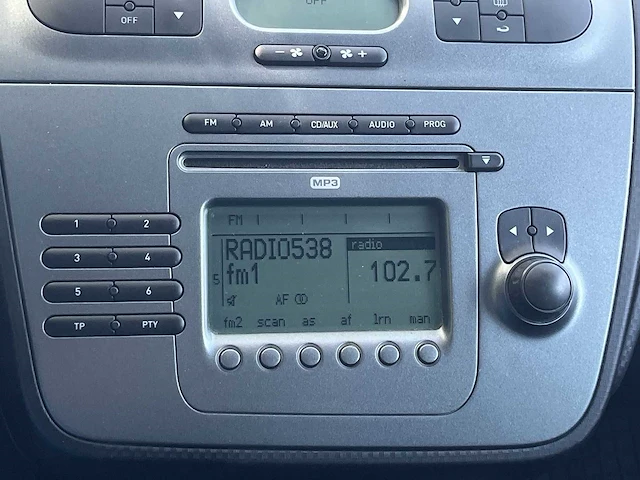 OFF
OFF
FM AM CD/AUX AUDIO PROG
MP3
1 2
3 4
5 6
TP PTY
FM
RADIO538 radio
fm1 102.7
5
AF
fm2 scan as af lrn man